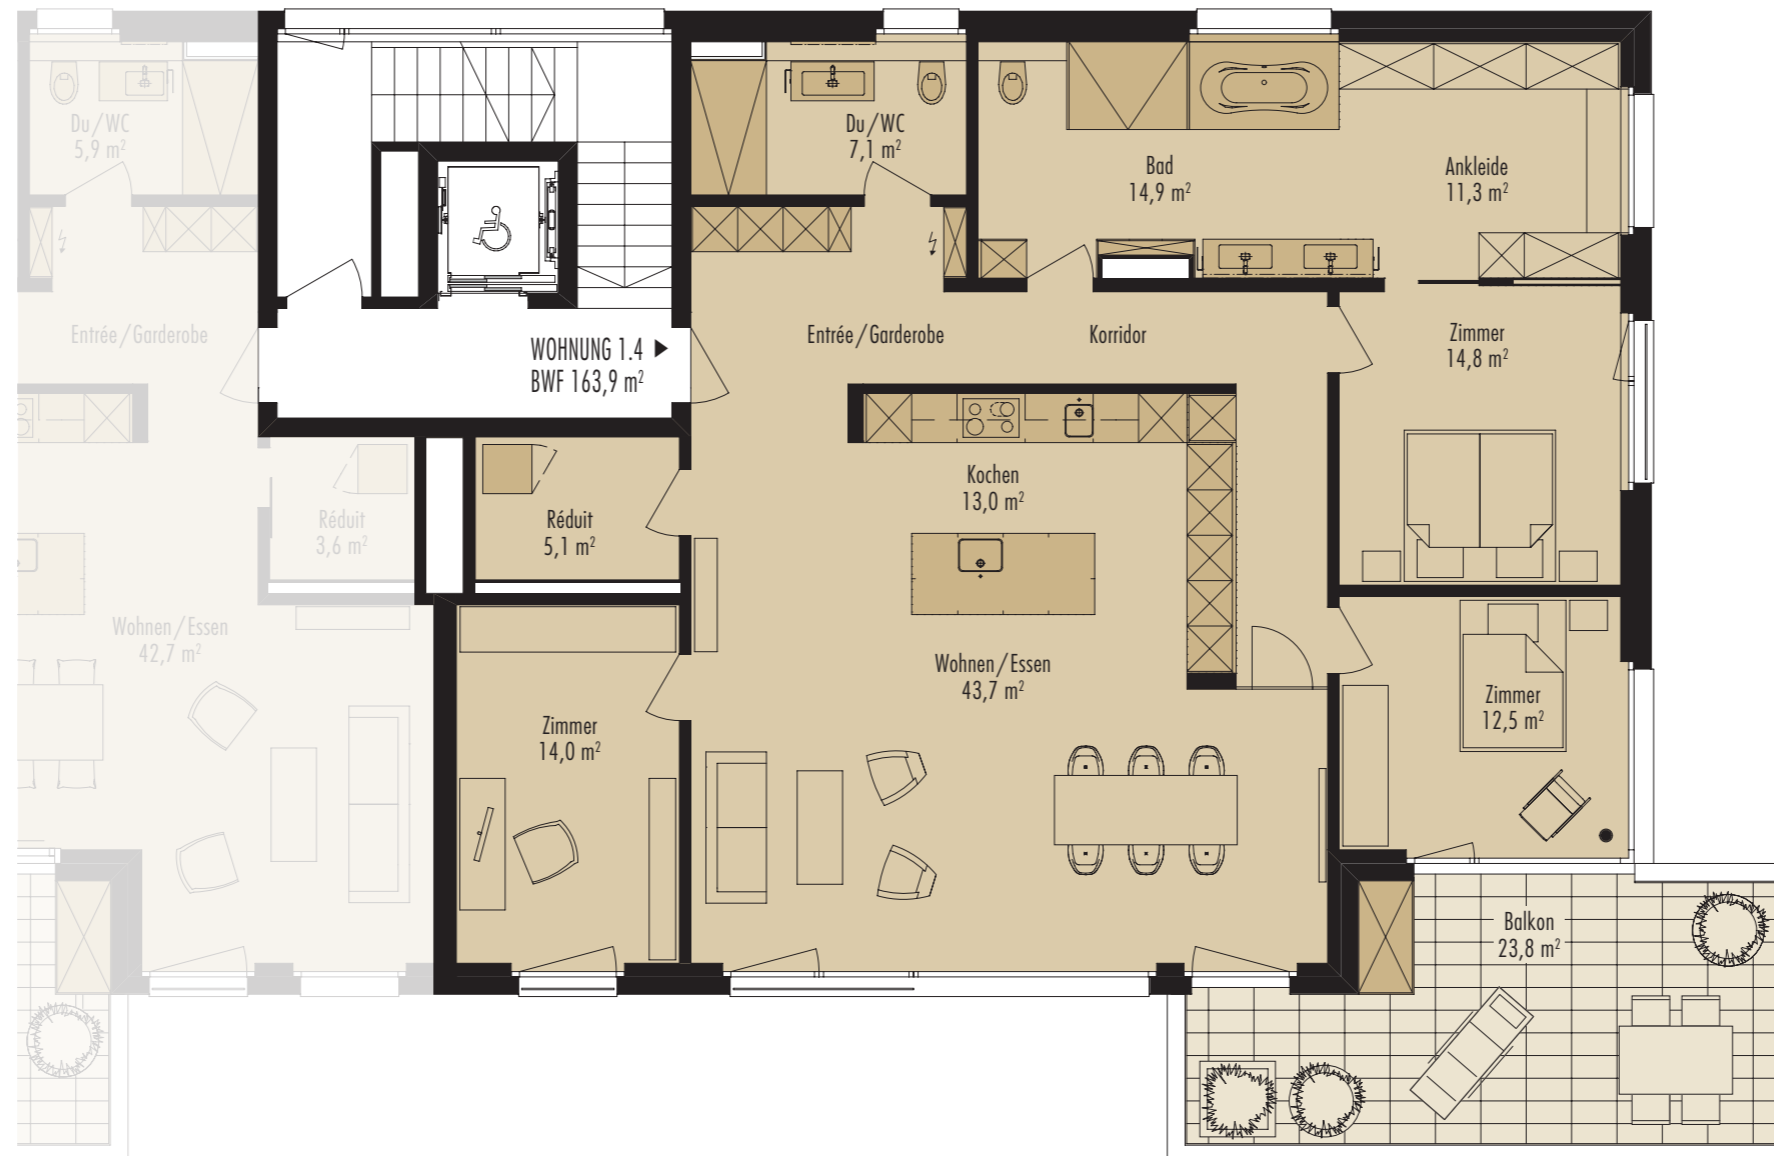 Du/WC
5,9 m²
Entrée/Garderobe
Réduit
3,6 m²
Wohnen/Essen
42,7 m²
WOHNUNG 1.4
BWF 163,9 m²
Du/WC
7,1 m²
Bad
14,9 m²
Ankleide
11,3 m²
Entrée/Garderobe
Korridor
Zimmer
14,8 m²
Kochen
13,0 m²
Réduit
5,1 m²
Wohnen/Essen
43,7 m²
Zimmer
14,0 m²
Zimmer
12,5 m²
Balkon
23,8 m²